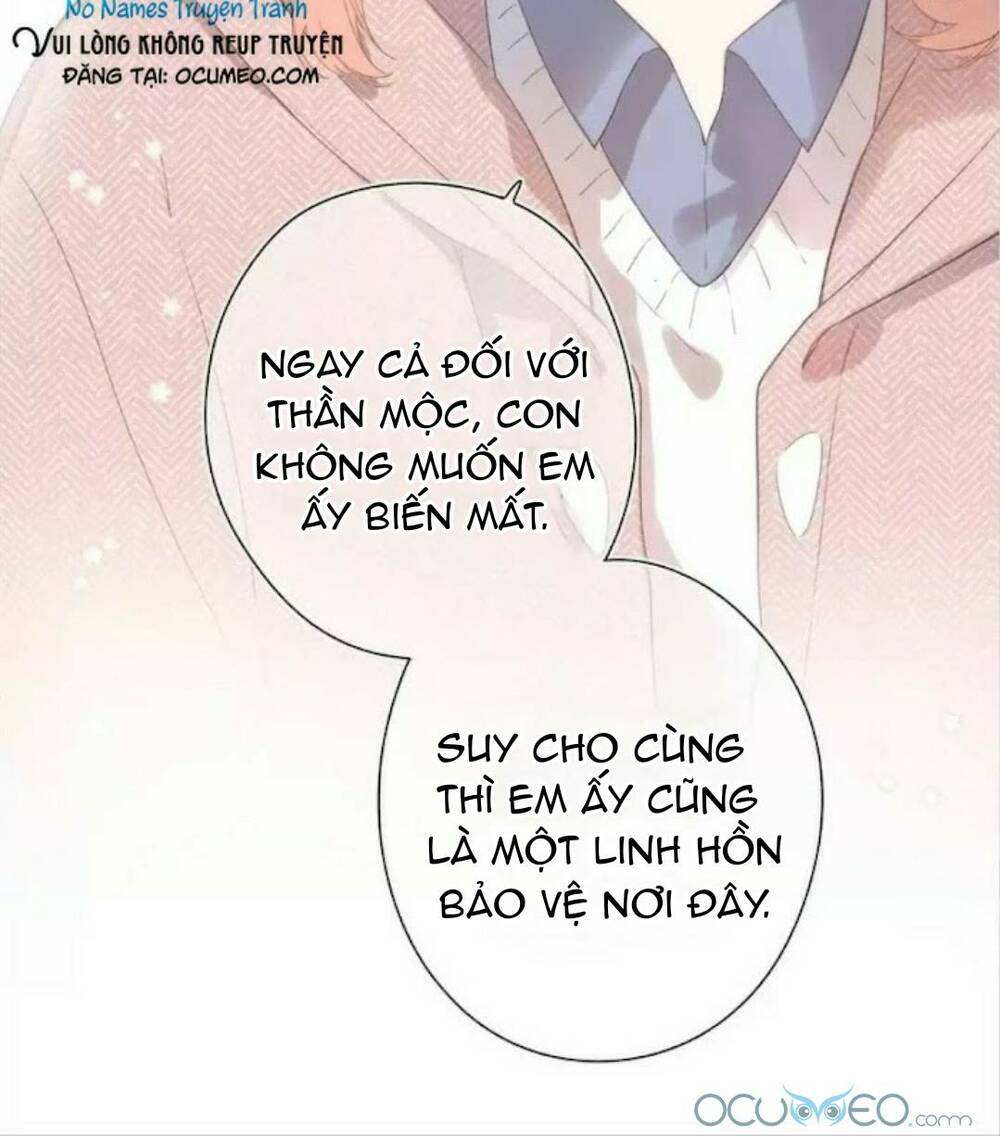 No Names Truyện Tranh
VUI LÒNG KHÔNG REUP TRUYỆN
ĐĂNG TẠI: OCUMEO.COM
NGAY CẢ ĐỐI VỚI
THẦN MỘC, CON
KHÔNG MUỐN EM
ẤY BIẾN MẤT.
SUY CHO CÙNG
THÌ EM ẤY CŨNG
LÀ MỘT LINH HỒN
BẢO VỆ NƠI ĐÂY.
OCUMEO.comm